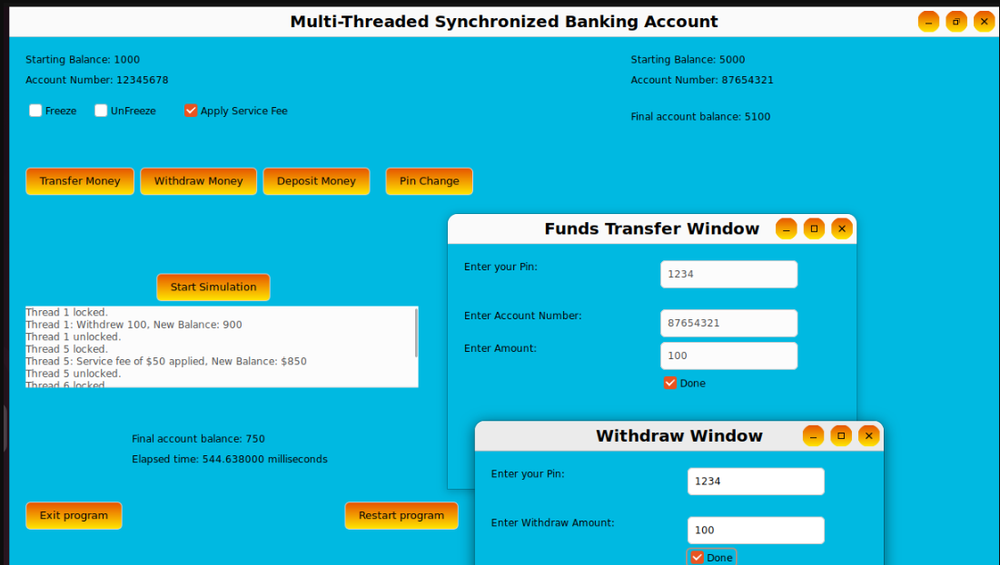 Multi-Threaded Synchronized Banking Account
Starting Balance: 1000
Account Number: 12345678
Freeze UnFreeze Apply Service Fee
Starting Balance: 5000
Account Number: 87654321
Final account balance: 5100
Transfer Money Withdraw Money Deposit Money Pin Change
Start Simulation
Thread 1 locked.
Thread 1: Withdrew 100, New Balance: 900
Thread 1 unlocked.
Thread 5 locked.
Thread 5: Service fee of $50 applied, New Balance: $850
Thread 5 unlocked.
Thread 6 locked
Final account balance: 750
Elapsed time: 544.638000 milliseconds
Exit program Restart program
Funds Transfer Window
Enter your Pin: 1234
Enter Account Number: 87654321
Enter Amount: 100
Done
Withdraw Window
Enter your Pin: 1234
Enter Withdraw Amount: 100
Done